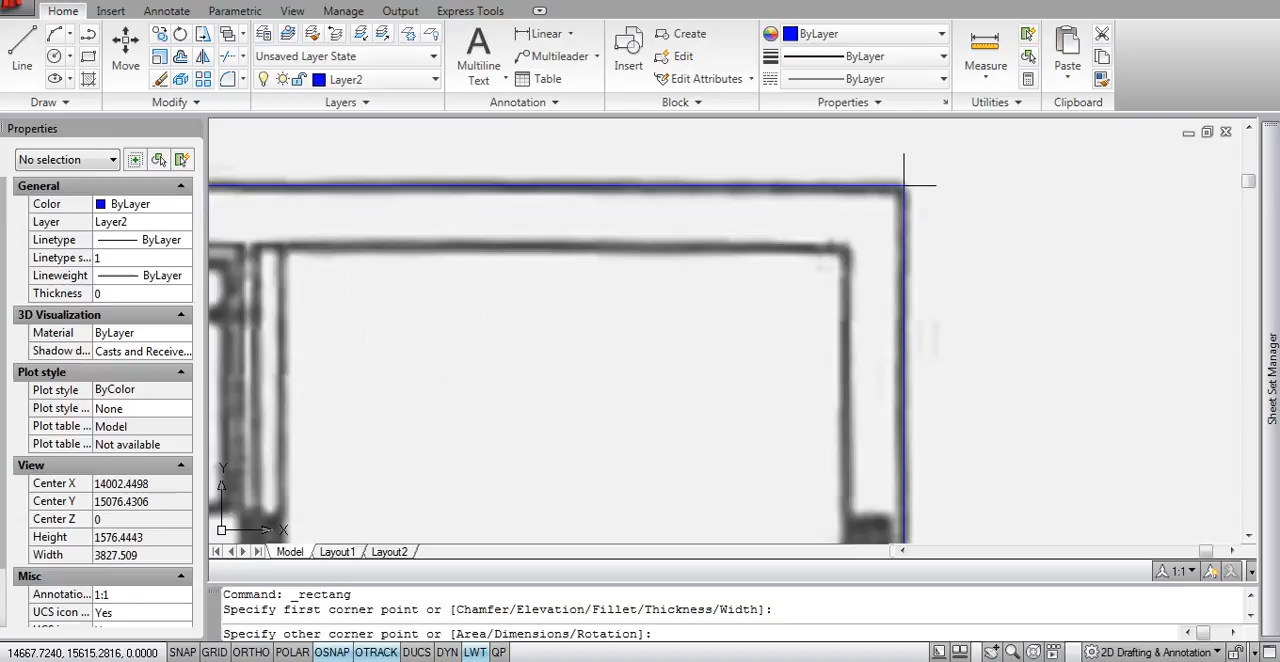 Home Insert Annotate Parametric View Manage Output Express Tools
Line
Move
Draw
Modify
Unsaved Layer State
Layer2
Layers
Multiline
Text
Linear
Multileader
Table
Annotation
Insert
Create
Edit
Edit Attributes
Block
ByLayer
ByLayer
ByLayer
Properties
Measure
Utilities
Paste
Clipboard
Properties
No selection
General
Color ByLayer
Layer Layer2
Linetype ByLayer
Linetype s... 1
Lineweight ByLayer
Thickness 0
3D Visualization
Material ByLayer
Shadow d... Casts and Receive...
Plot style
Plot style ByColor
Plot style ... None
Plot table ... Model
Plot table ... Not available
View
Center X 14002.4498
Center Y 15076.4306
Center Z 0
Height 1576.4443
Width 3827.509
Misc
Annotatio... 1:1
UCS icon ... Yes
Y
X
Sheet Set Manager
Model Layout1 Layout2
1:1
Command: _rectang
Specify first corner point or [Chamfer/Elevation/Fillet/Thickness/Width]:
Specify other corner point or [Area/Dimensions/Rotation]:
14667.7240, 15615.2816, 0.0000 SNAP GRID ORTHO POLAR OSNAP OTRACK DUCS DYN LWT QP 2D Drafting & Annotation